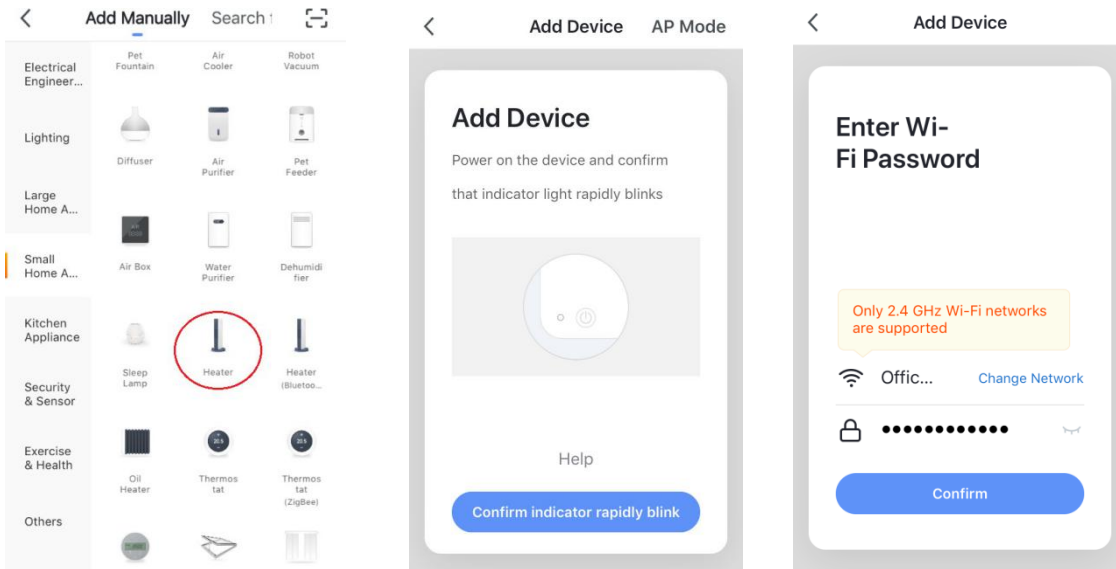 Add Manually Search
Electrical
Engineer...
Lighting
Large
Home A...
Small
Home A...
Kitchen
Appliance
Security
& Sensor
Exercise
& Health
Others
Pet
Fountain
Air
Cooler
Robot
Vacuum
Diffuser
Air
Purifier
Pet
Feeder
Air Box
Water
Purifier
Dehumidi
fier
Sleep
Lamp
Heater
Heater
(Bluetoo...
Oil
Heater
Thermos
tat
Thermos
tat
(ZigBee)
Add Device AP Mode
Add Device
Power on the device and confirm
that indicator light rapidly blinks
Help
Confirm indicator rapidly blink
Add Device
Enter Wi-
Fi Password
Only 2.4 GHz Wi-Fi networks
are supported
Offic... Change Network
Confirm